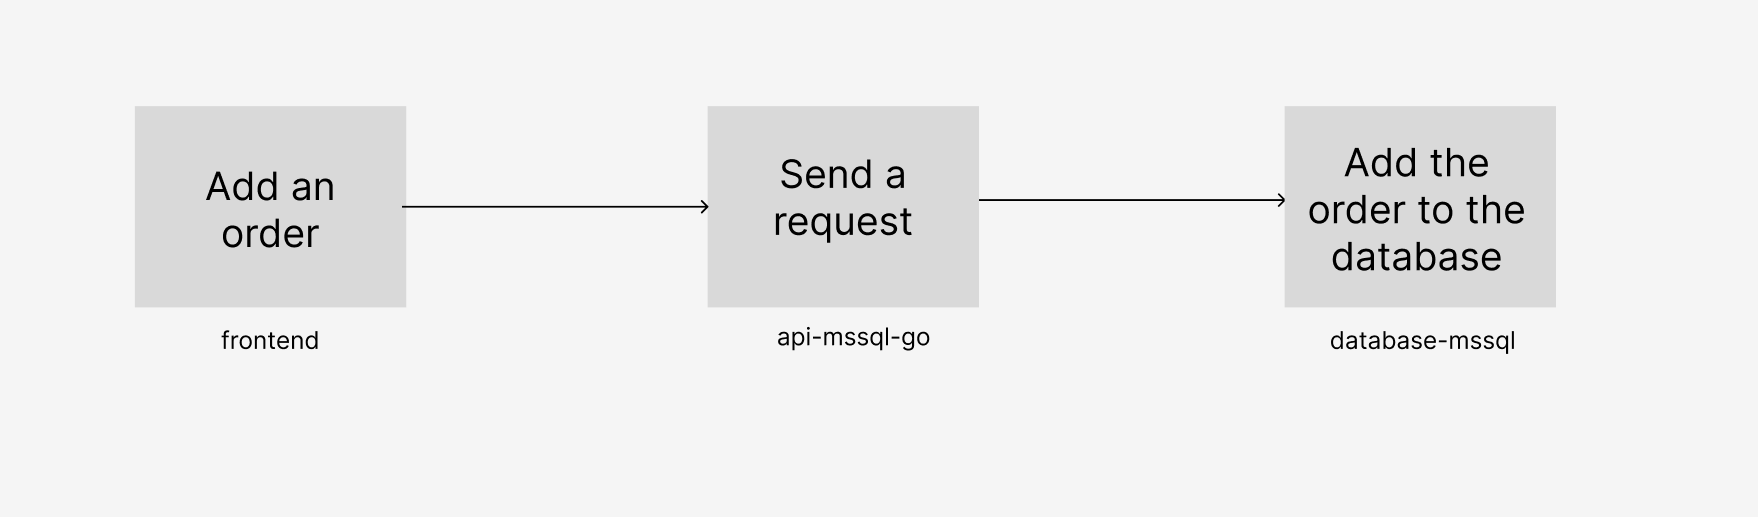 Add an
order
frontend
Send a
request
api-mssql-go
Add the
order to the
database
database-mssql